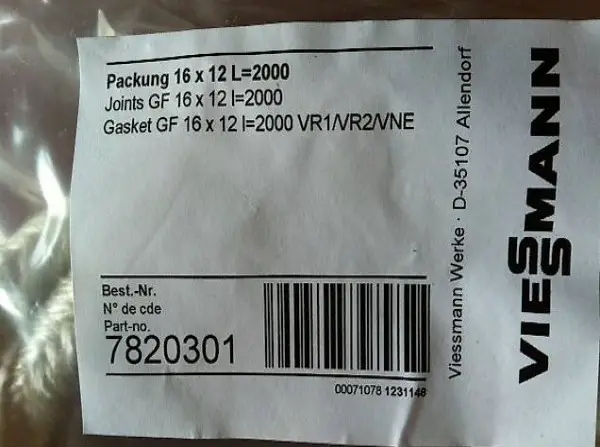 Packung 16 x 12 L=2000
Joints GF 16 x 12 l=2000
Gasket GF 16 x 12 l=2000 VR1/VR2/VNE
Best.-Nr.
N° de cde
Part-no.
7820301
00071078 1231148
Viessmann Werke · D-35107 Allendorf
VIESSMANN